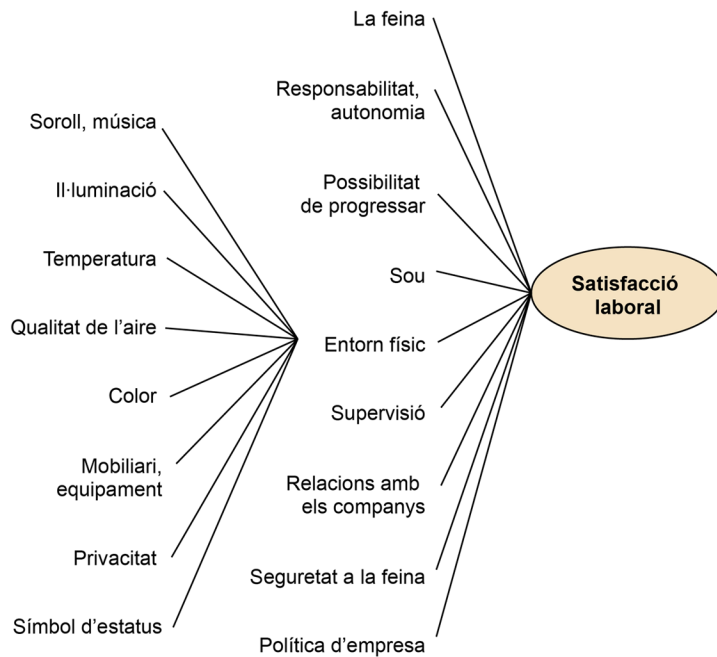 Soroll, música
Il·luminació
Temperatura
Qualitat de l’aire
Color
Mobiliari,
equipament
Privacitat
Símbol d’estatus
La feina
Responsabilitat,
autonomia
Possibilitat
de progressar
Sou
Entorn físic
Supervisió
Relacions amb
els companys
Seguretat a la feina
Política d’empresa
Satisfacció
laboral